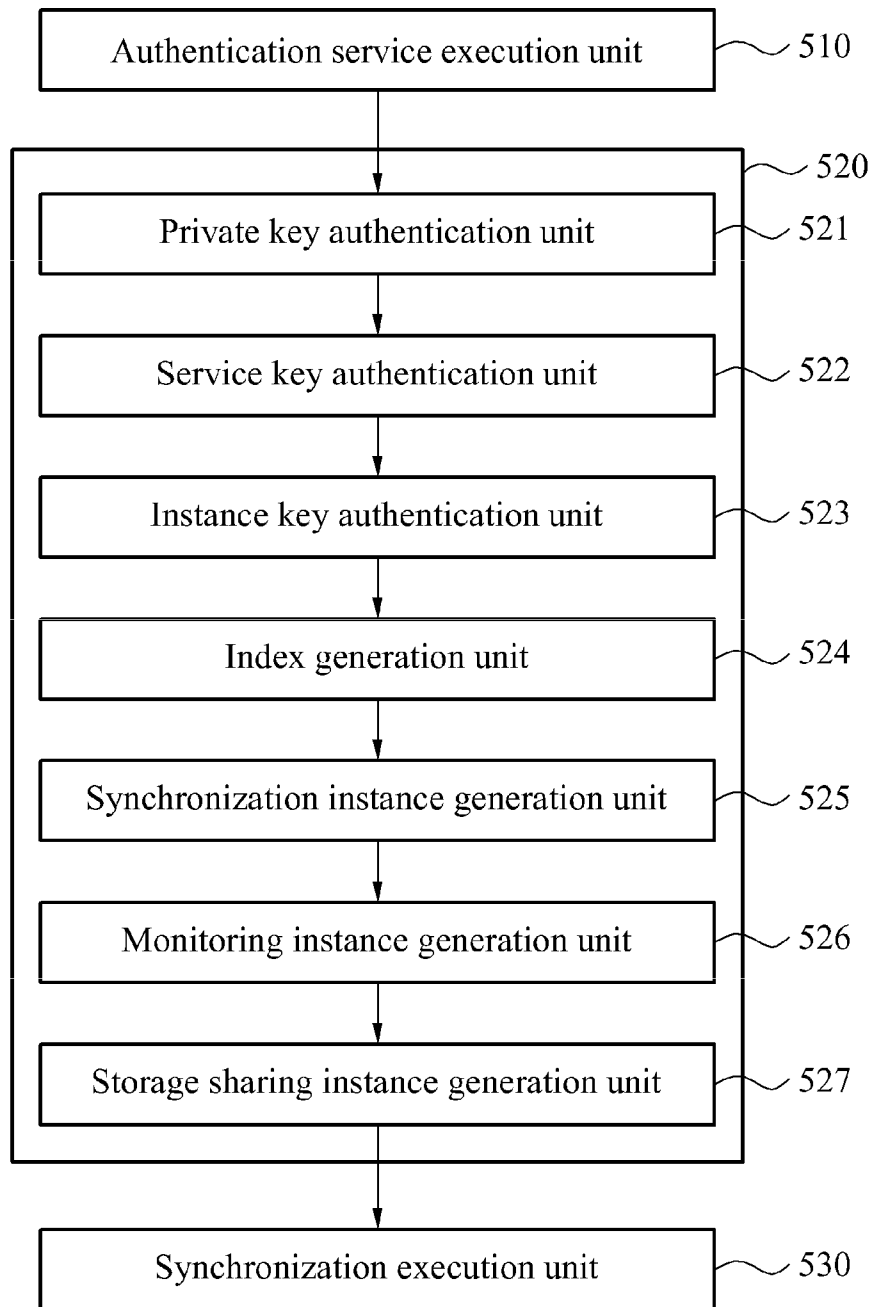 Authentication service execution unit 510
520
Private key authentication unit 521
Service key authentication unit 522
Instance key authentication unit 523
Index generation unit 524
Synchronization instance generation unit 525
Monitoring instance generation unit 526
Storage sharing instance generation unit 527
Synchronization execution unit 530